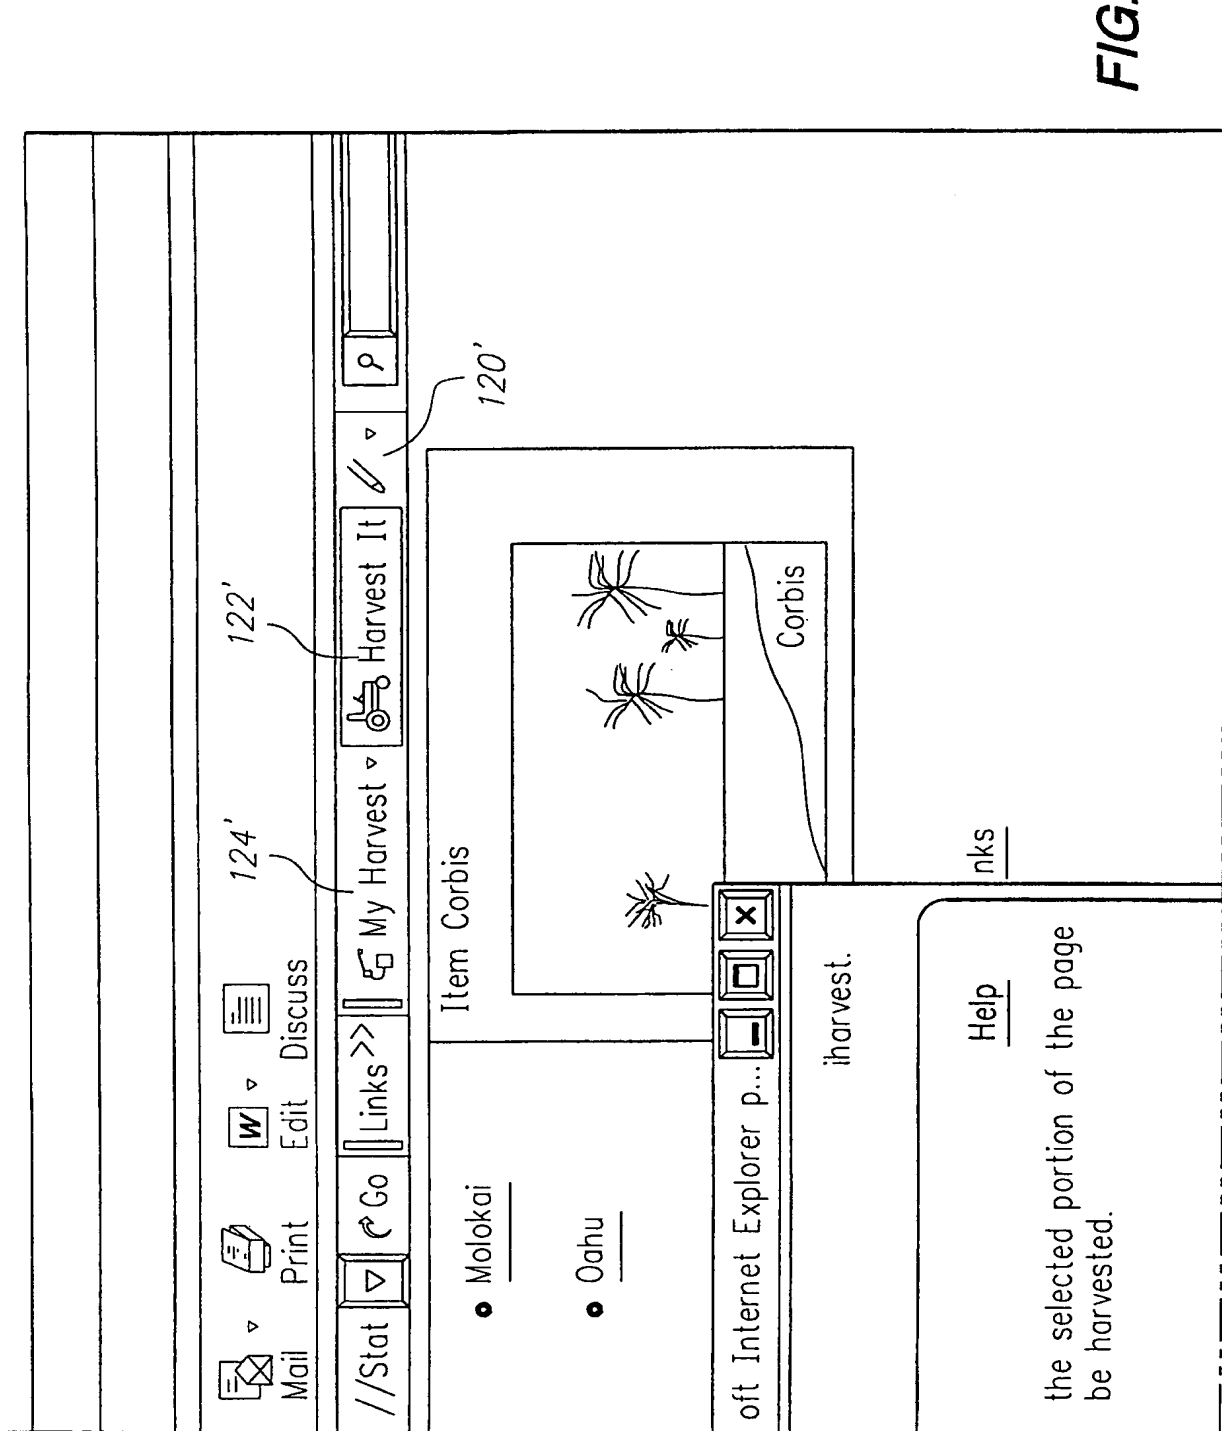 Mail
Print
Edit
Discuss
W
124'
122'
//Stat
Go
Links >>
My Harvest
Harvest It
120'
Item Corbis
Molokai
Oahu
Corbis
oft Internet Explorer p...
iharvest.
Help
nks
the selected portion of the page
be harvested.
FIG.